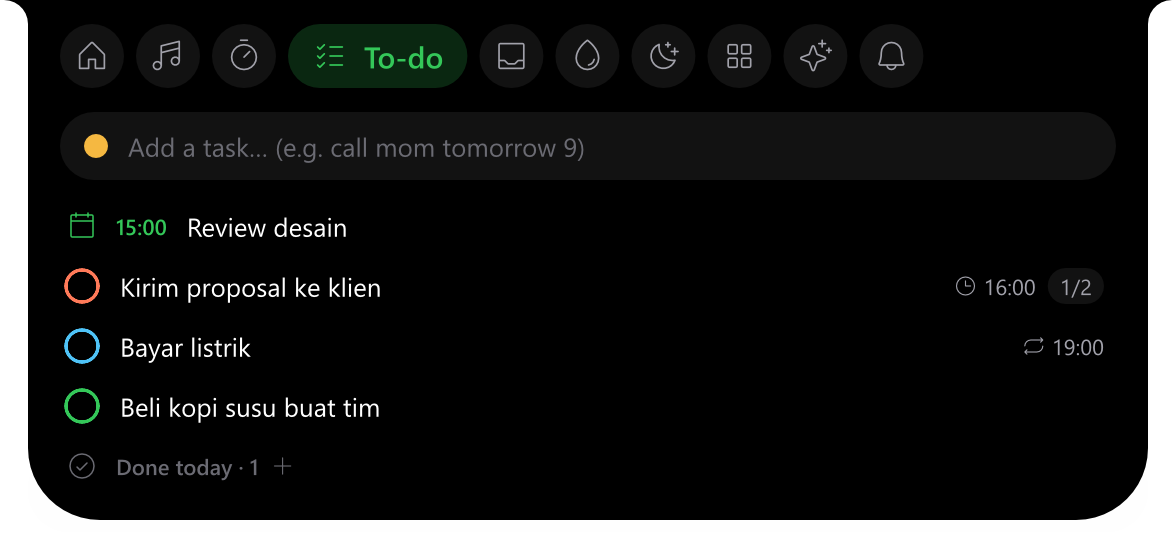 To-do
Add a task... (e.g. call mom tomorrow 9)
15:00 Review desain
Kirim proposal ke klien 16:00 1/2
Bayar listrik 19:00
Beli kopi susu buat tim
Done today · 1 +